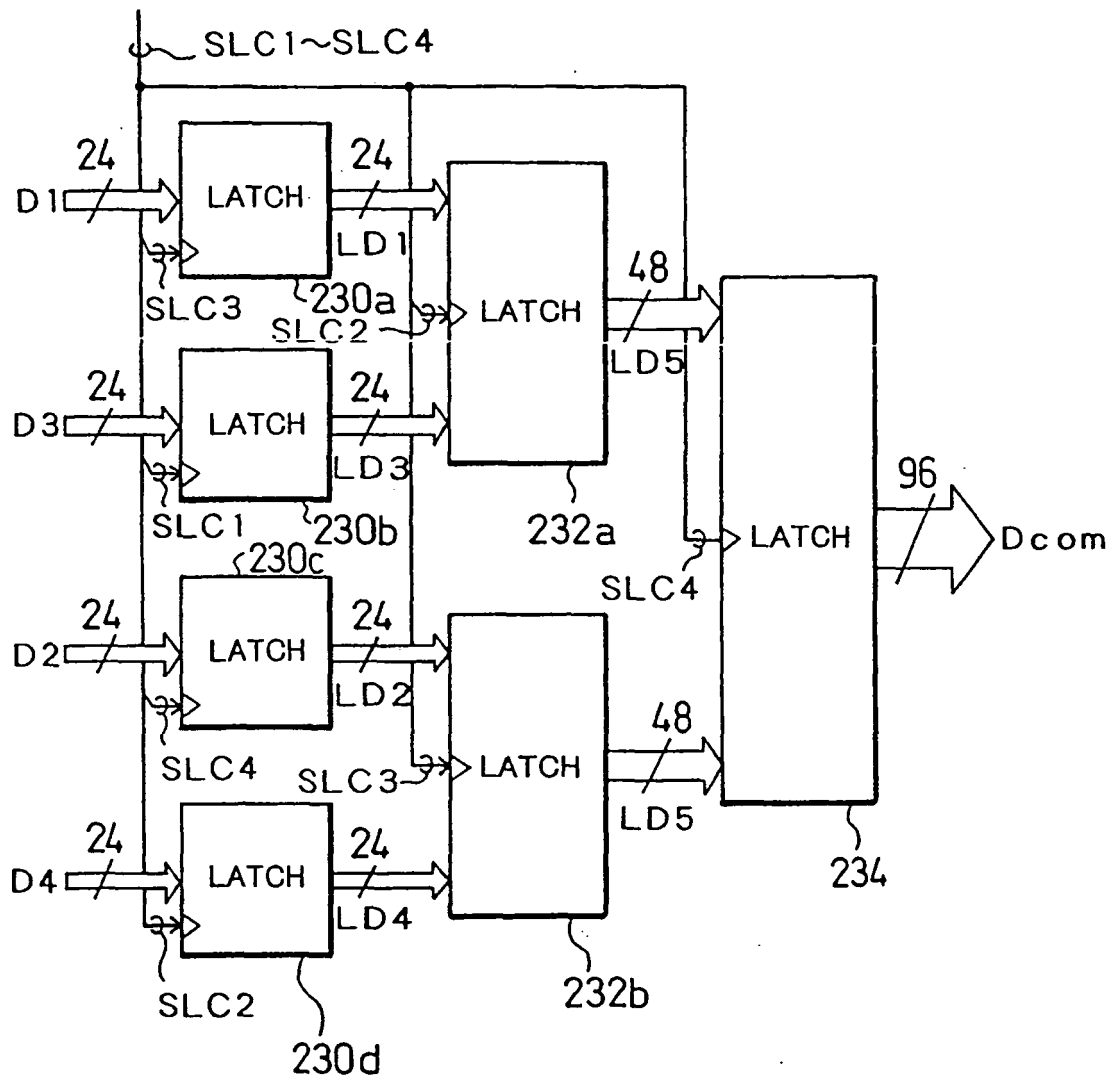 SLC1~SLC4
24
D1
LATCH
24
LD1
SLC3
230a
SLC2
LATCH
48
LD5
24
D3
LATCH
24
LD3
SLC1
230b
232a
SLC4
LATCH
96
Dcom
230c
24
D2
LATCH
24
LD2
SLC4
SLC3
LATCH
48
LD5
234
24
D4
LATCH
24
LD4
SLC2
230d
232b